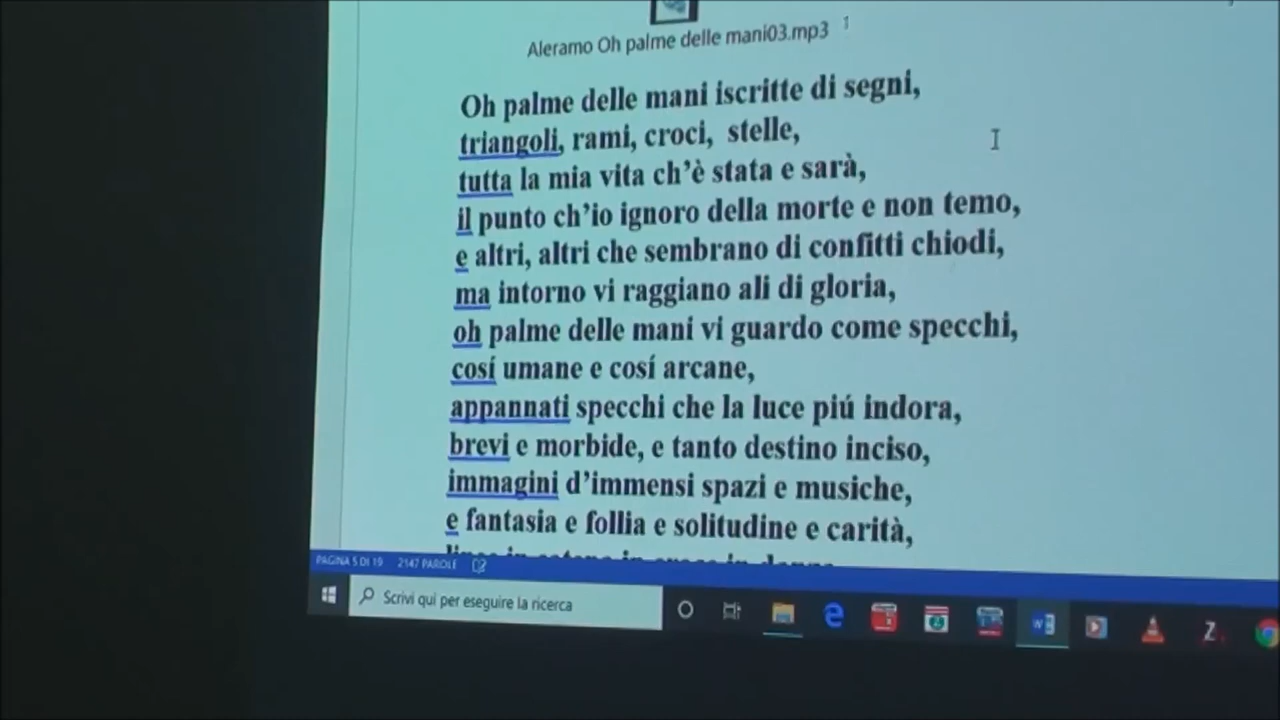 Aleramo Oh palme delle mani03.mp3
Oh palme delle mani iscritte di segni,
triangoli, rami, croci, stelle,
tutta la mia vita ch’è stata e sarà,
il punto ch’io ignoro della morte e non temo,
e altri, altri che sembrano di confitti chiodi,
ma intorno vi raggiano ali di gloria,
oh palme delle mani vi guardo come specchi,
cosí umane e cosí arcane,
appannati specchi che la luce piú indora,
brevi e morbide, e tanto destino inciso,
immagini d’immensi spazi e musiche,
e fantasia e follia e solitudine e carità,
PAGINA 5 DI 19 2147 PAROLE
Scrivi qui per eseguire la ricerca